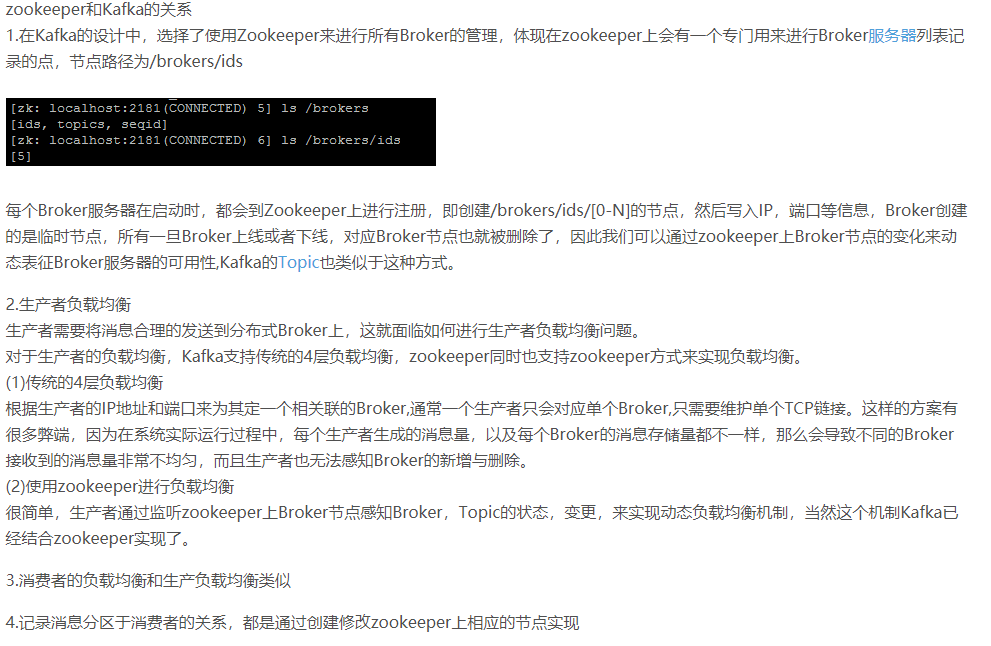 zookeeper和Kafka的关系
1.在Kafka的设计中，选择了使用Zookeeper来进行所有Broker的管理，体现在zookeeper上会有一个专门用来进行Broker服务器列表记
录的点，节点路径为/brokers/ids
[zk: localhost:2181(CONNECTED) 5] ls /brokers
[ids, topics, seqid]
[zk: localhost:2181(CONNECTED) 6] ls /brokers/ids
[5]
每个Broker服务器在启动时，都会到Zookeeper上进行注册，即创建/brokers/ids/[0-N]的节点，然后写入IP，端口等信息，Broker创建
的是临时节点，所有一旦Broker上线或者下线，对应Broker节点也就被删除了，因此我们可以通过zookeeper上Broker节点的变化来动
态表征Broker服务器的可用性,Kafka的Topic也类似于这种方式。
2.生产者负载均衡
生产者需要将消息合理的发送到分布式Broker上，这就面临如何进行生产者负载均衡问题。
对于生产者的负载均衡，Kafka支持传统的4层负载均衡，zookeeper同时也支持zookeeper方式来实现负载均衡。
(1)传统的4层负载均衡
根据生产者的IP地址和端口来为其定一个相关联的Broker,通常一个生产者只会对应单个Broker,只需要维护单个TCP链接。这样的方案有
很多弊端，因为在系统实际运行过程中，每个生产者生成的消息量，以及每个Broker的消息存储量都不一样，那么会导致不同的Broker
接收到的消息量非常不均匀，而且生产者也无法感知Broker的新增与删除。
(2)使用zookeeper进行负载均衡
很简单，生产者通过监听zookeeper上Broker节点感知Broker，Topic的状态，变更，来实现动态负载均衡机制，当然这个机制Kafka已
经结合zookeeper实现了。
3.消费者的负载均衡和生产负载均衡类似
4.记录消息分区于消费者的关系，都是通过创建修改zookeeper上相应的节点实现